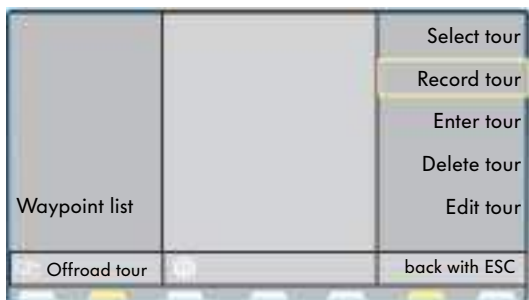 Select tour
Record tour
Enter tour
Delete tour
Waypoint list
Edit tour
Offroad tour
back with ESC